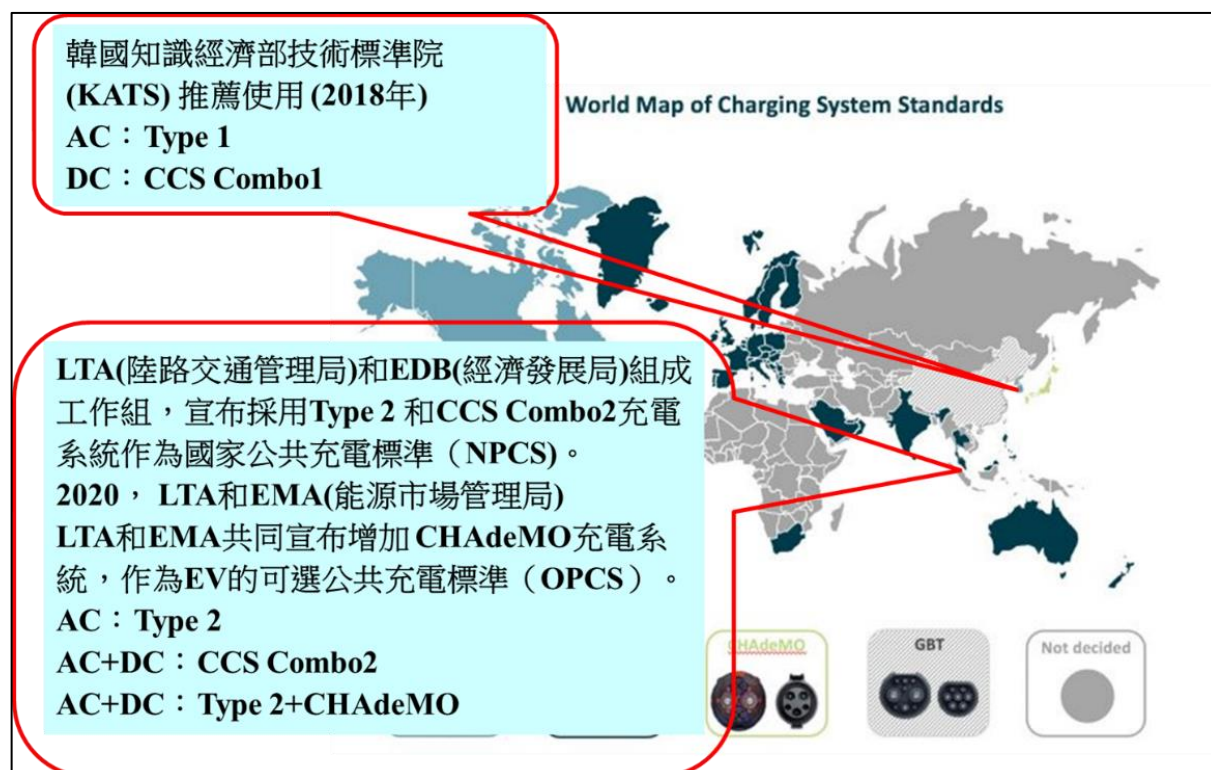 韓國知識經濟部技術標準院
(KATS) 推薦使用 (2018年)
AC：Type 1
DC：CCS Combo1
World Map of Charging System Standards
LTA(陸路交通管理局)和EDB(經濟發展局)組成
工作組，宣布採用Type 2 和CCS Combo2充電
系統作為國家公共充電標準（NPCS)。
2020， LTA和EMA(能源市場管理局)
LTA和EMA共同宣布增加 CHAdeMO充電系
統，作為EV的可選公共充電標準（OPCS）。
AC：Type 2
AC+DC：CCS Combo2
AC+DC：Type 2+CHAdeMO
CHAdeMO
GBT
Not decided